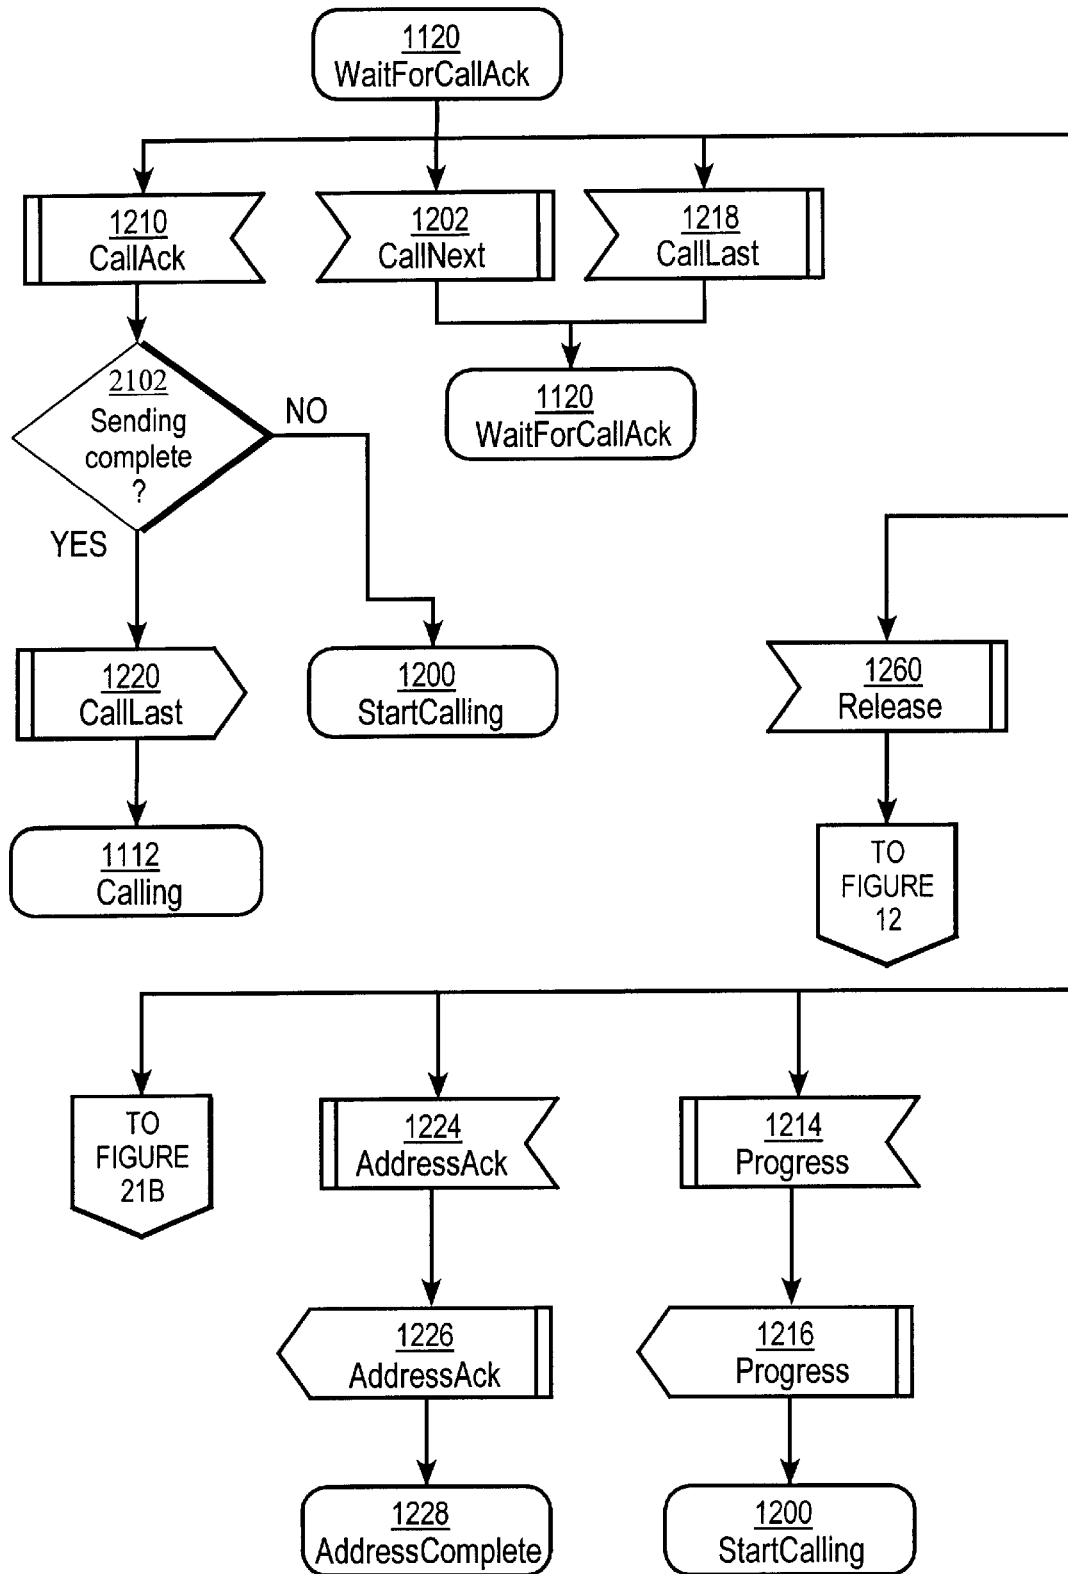 1120
WaitForCallAck
1210
CallAck
1202
CallNext
1218
CallLast
2102
Sending
complete
?
NO
YES
1120
WaitForCallAck
1220
CallLast
1200
StartCalling
1260
Release
1112
Calling
TO
FIGURE
12
TO
FIGURE
21B
1224
AddressAck
1214
Progress
1226
AddressAck
1216
Progress
1228
AddressComplete
1200
StartCalling